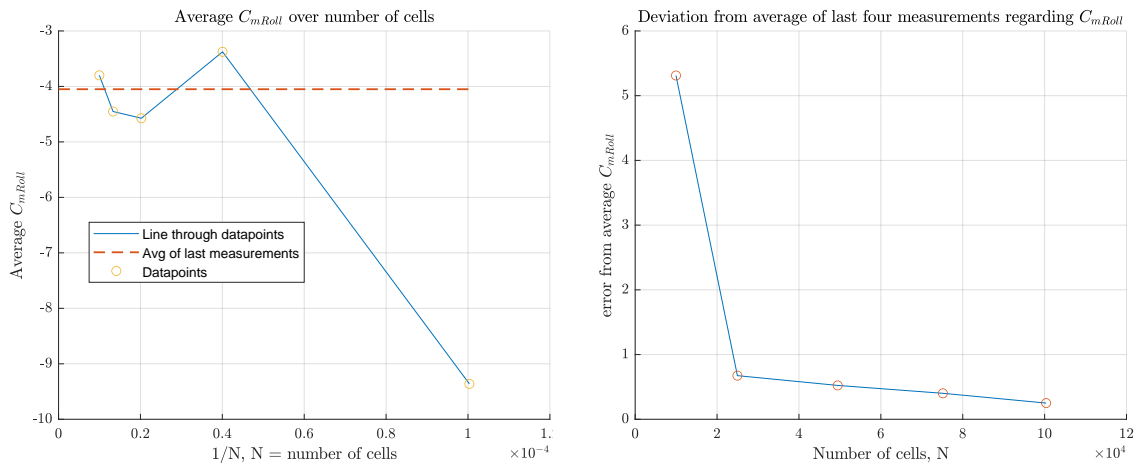 Average C_mRoll over number of cells
-3
-4
-5
-6
-7
-8
-9
-10
Average C_mRoll
Line through datapoints
Avg of last measurements
Datapoints
0 0.2 0.4 0.6 0.8 1 1.
1/N, N = number of cells
×10^-4
Deviation from average of last four measurements regarding C_mRoll
6
5
4
3
2
1
0
error from average C_mRoll
0 2 4 6 8 10 12
Number of cells, N
×10^4